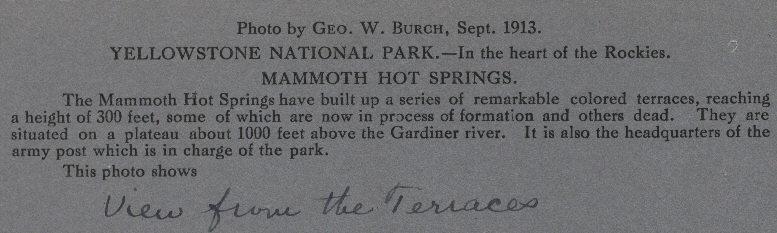 Photo by GEO. W. BURCH, Sept. 1913.
YELLOWSTONE NATIONAL PARK.—In the heart of the Rockies.
MAMMOTH HOT SPRINGS.
The Mammoth Hot Springs have built up a series of remarkable colored terraces, reaching
a height of 300 feet, some of which are now in process of formation and others dead. They are
situated on a plateau about 1000 feet above the Gardiner river. It is also the headquarters of the
army post which is in charge of the park.
This photo shows
View from the Terraces